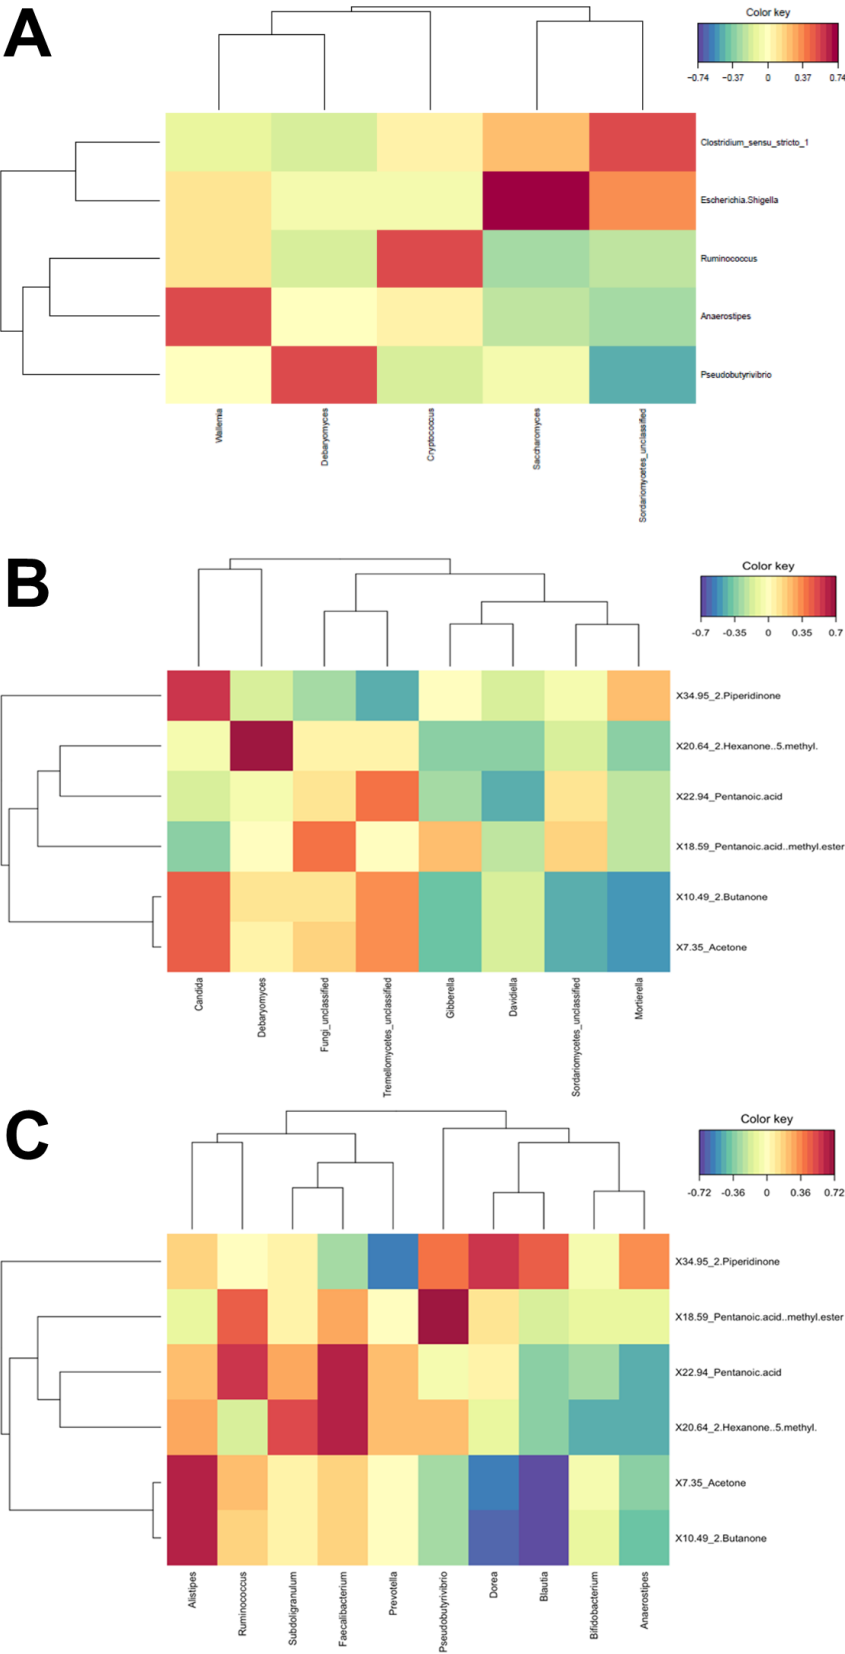 A
Color key
-0.74 -0.37 0 0.37 0.74
Clostridium_sensu_stricto_1
Escherichia.Shigella
Ruminococcus
Anaerostipes
Pseudobutyrivibrio
Wallemia
Debaryomyces
Cryptococcus
Saccharomyces
Sordariomycetes_unclassified
B
Color key
-0.7 -0.35 0 0.35 0.7
X34.95_2.Piperidinone
X20.64_2.Hexanone..5.methyl.
X22.94_Pentanoic.acid
X18.59_Pentanoic.acid..methyl.ester
X10.49_2.Butanone
X7.35_Acetone
Candida
Debaryomyces
Fungi_unclassified
Tremellomycetes_unclassified
Gibberella
Davidiella
Sordariomycetes_unclassified
Mortierella
C
Color key
-0.72 -0.36 0 0.36 0.72
X34.95_2.Piperidinone
X18.59_Pentanoic.acid..methyl.ester
X22.94_Pentanoic.acid
X20.64_2.Hexanone..5.methyl.
X7.35_Acetone
X10.49_2.Butanone
Alistipes
Ruminococcus
Subdoligranulum
Faecalibacterium
Prevotella
Pseudobutyrivibrio
Dorea
Blautia
Bifidobacterium
Anaerostipes